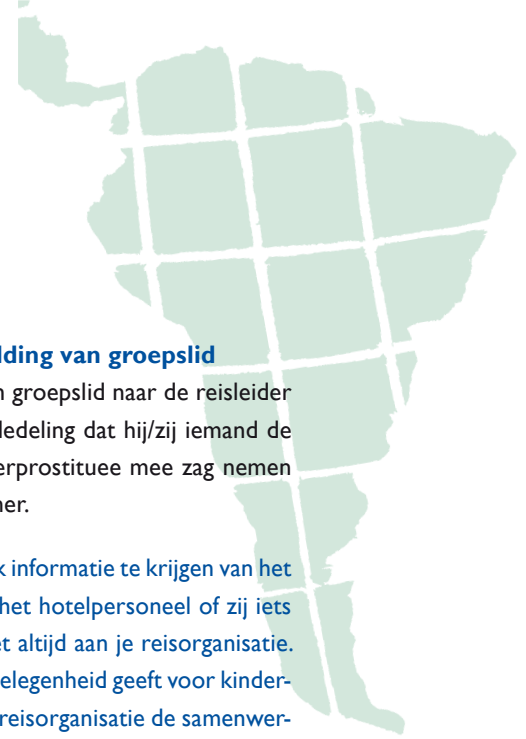 lding van groepslid
n groepslid naar de reisleider
ledeling dat hij/zij iemand de
erprostituee mee zag nemen
ner.
k informatie te krijgen van het
het hotelpersoneel of zij iets
et altijd aan je reisorganisatie.
elegenheid geeft voor kinder-
reisorganisatie de samenwer-